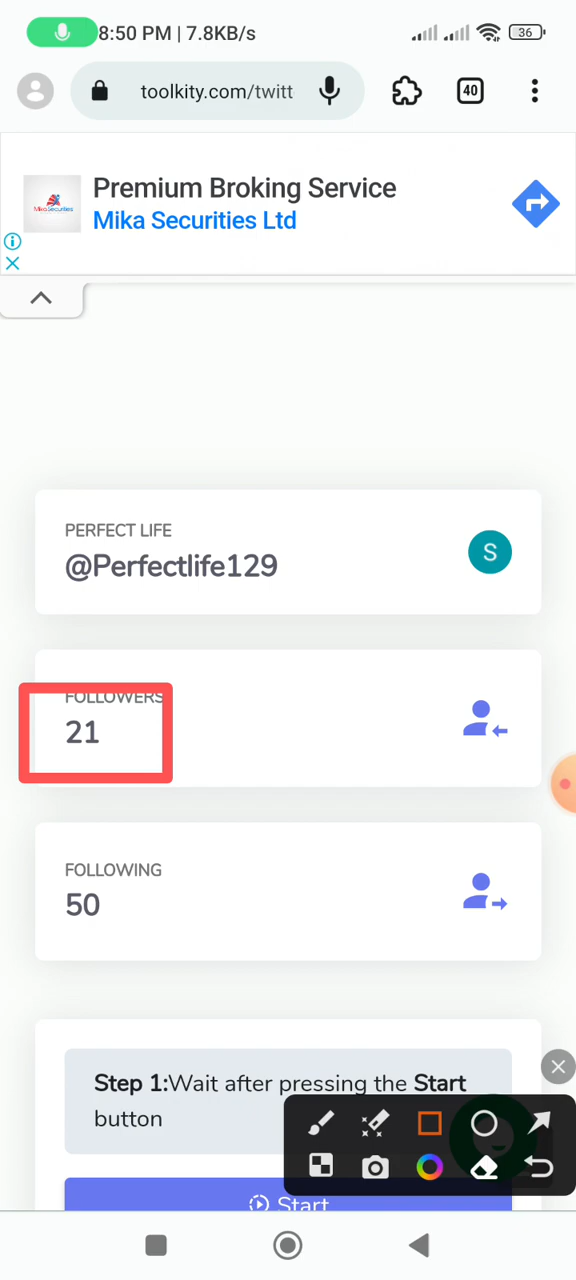 8:50 PM | 7.8KB/s
36
toolkity.com/twitt
40
Premium Broking Service
Mika Securities Ltd
PERFECT LIFE
@Perfectlife129
S
FOLLOWERS
21
FOLLOWING
50
Step 1:Wait after pressing the Start
button
Start